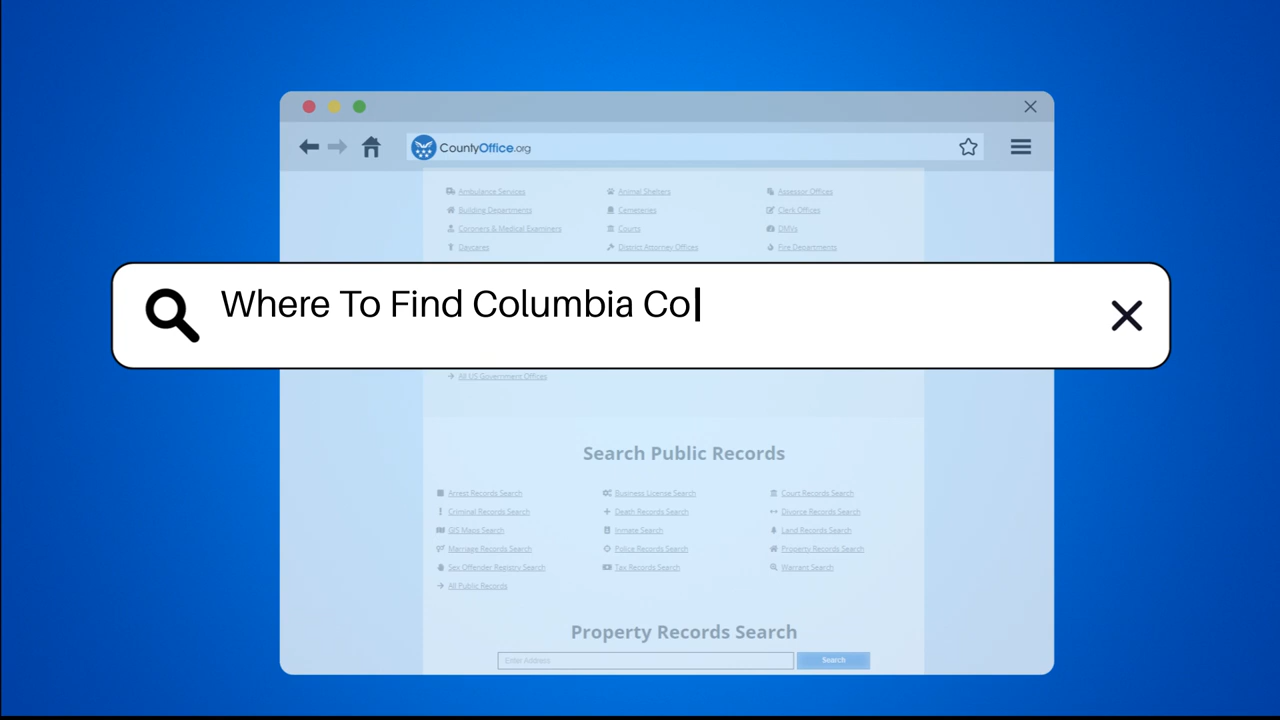 CountyOffice.org
Ambulance Services
Animal Shelters
Assessor Offices
Building Departments
Cemeteries
Clerk Offices
Coroners & Medical Examiners
Courts
DMVs
Daycares
District Attorney Offices
Fire Departments
Where To Find Columbia Co
All US Government Offices
Search Public Records
Arrest Records Search
Business License Search
Court Records Search
Criminal Records Search
Death Records Search
Divorce Records Search
GIS Maps Search
Inmate Search
Land Records Search
Marriage Records Search
Police Records Search
Property Records Search
Sex Offender Registry Search
Tax Records Search
Warrant Search
All Public Records
Property Records Search
Enter Address
Search